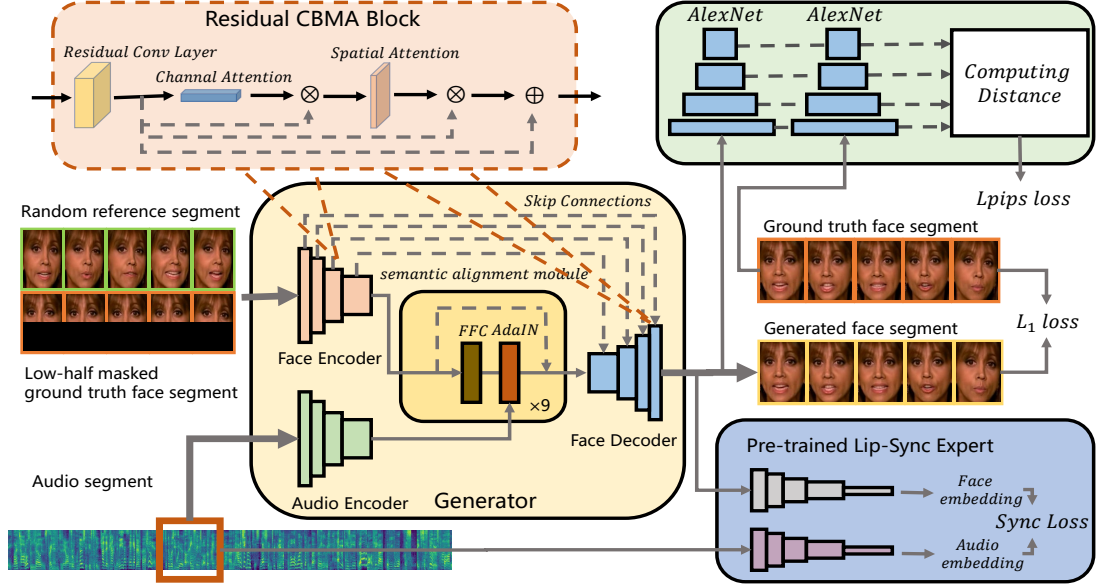 Residual CBMA Block
Residual Conv Layer
Channal Attention
Spatial Attention
AlexNet
AlexNet
Computing
Distance
Lpips loss
Random reference segment
Low-half masked
ground truth face segment
Skip Connections
semantic alignment module
FFC AdaIN
×9
Face Encoder
Face Decoder
Audio Encoder
Generator
Ground truth face segment
L₁ loss
Generated face segment
Audio segment
Pre-trained Lip-Sync Expert
Face
embedding
Sync Loss
Audio
embedding